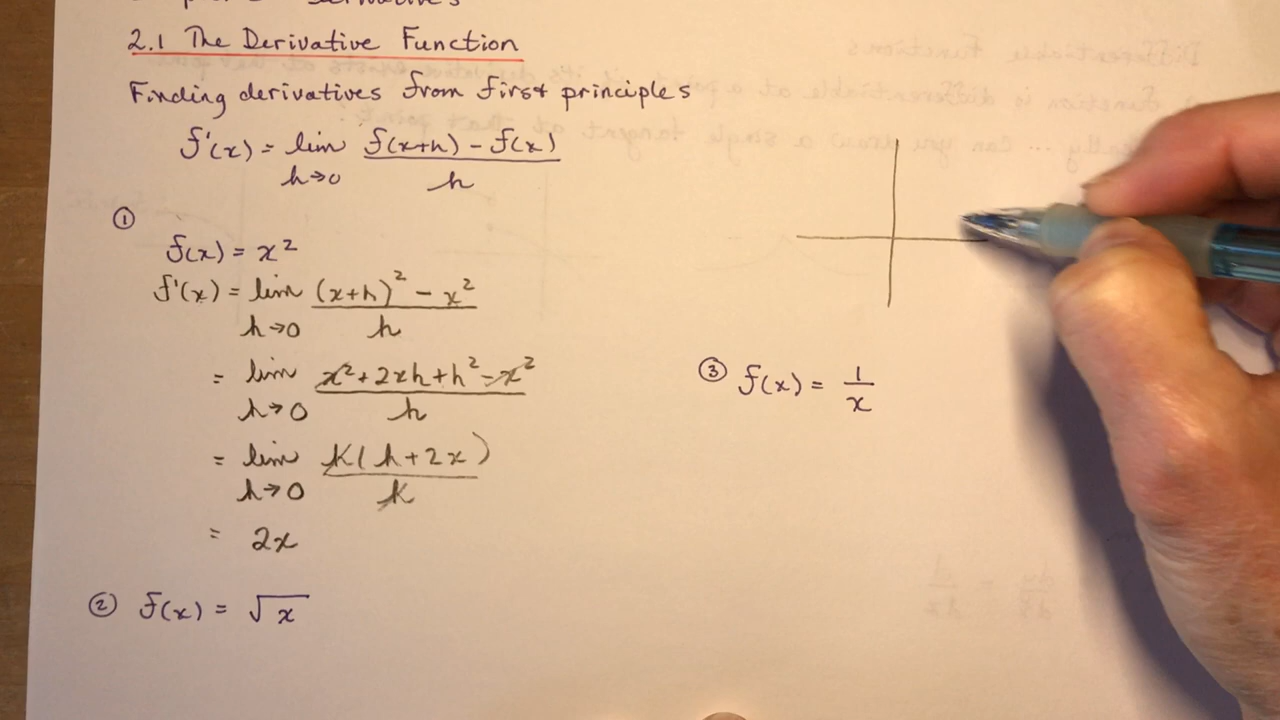 2.1 The Derivative Function
Finding derivatives from first principles
f'(x) = lim f(x+h) - f(x)
h→0 h
①
f(x) = x²
f'(x) = lim (x+h)² - x²
h→0 h
= lim x²+2xh+h²-x²
h→0 h
= lim h(h+2x)
h→0 h
= 2x
② f(x) = √x
③ f(x) = 1/x